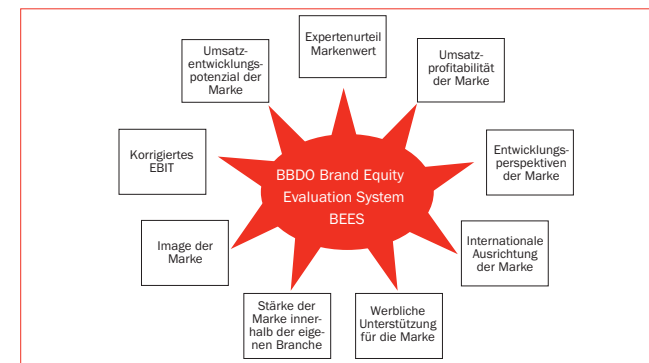 Expertenurteil
Markenwert
Umsatz-
entwicklungs-
potenzial der
Marke
Umsatz-
profitabilität
der Marke
Korrigiertes
EBIT
BBDO Brand Equity
Evaluation System
BEES
Entwicklungs-
perspektiven
der Marke
Image der
Marke
Internationale
Ausrichtung
der Marke
Stärke der
Marke inner-
halb der eige-
nen Branche
Werbliche
Unterstützung
für die Marke